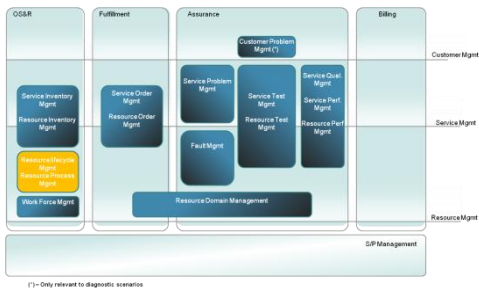 OS&R
Fulfillment
Assurance
Billing
Customer Problem
Mgmt (*)
Customer Mgmt
Service Inventory
Mgmt
Resource Inventory
Mgmt
Service Order
Mgmt
Resource Order
Mgmt
Service Problem
Mgmt
Service Test
Mgmt
Resource Test
Mgmt
Service Qual.
Mgmt
Service Perf.
Mgmt
Resource Perf
Mgmt
Service Mgmt
Fault Mgmt
Resource Lifecycle
Mgmt
Resource Process
Mgmt
Work Force Mgmt
Resource Domain Management
Resource Mgmt
S/P Management
(*) – Only relevant to diagnostic scenarios